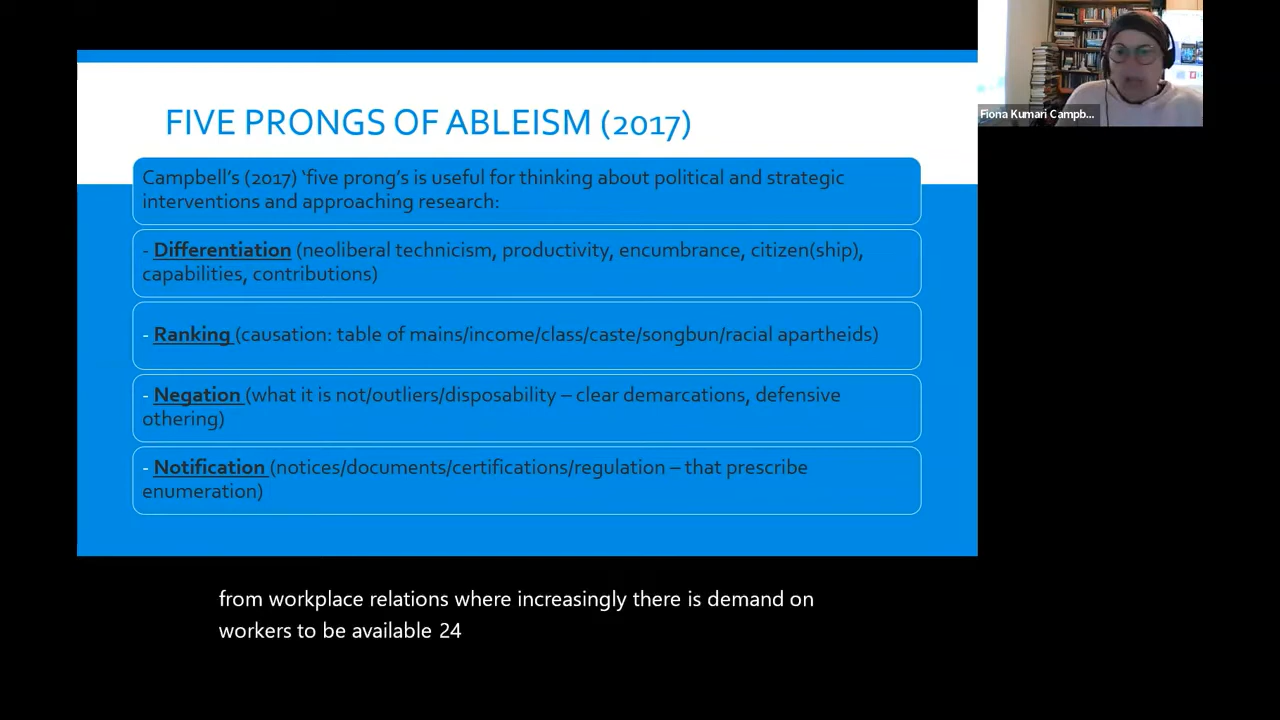 FIVE PRONGS OF ABLEISM (2017)
Campbell's (2017) 'five prong's is useful for thinking about political and strategic
interventions and approaching research:
- Differentiation (neoliberal technicism, productivity, encumbrance, citizen(ship),
capabilities, contributions)
- Ranking (causation: table of mains/income/class/caste/songbun/racial apartheids)
- Negation (what it is not/outliers/disposability – clear demarcations, defensive
othering)
- Notification (notices/documents/certifications/regulation – that prescribe
enumeration)
Fiona Kumari Campb...
from workplace relations where increasingly there is demand on
workers to be available 24